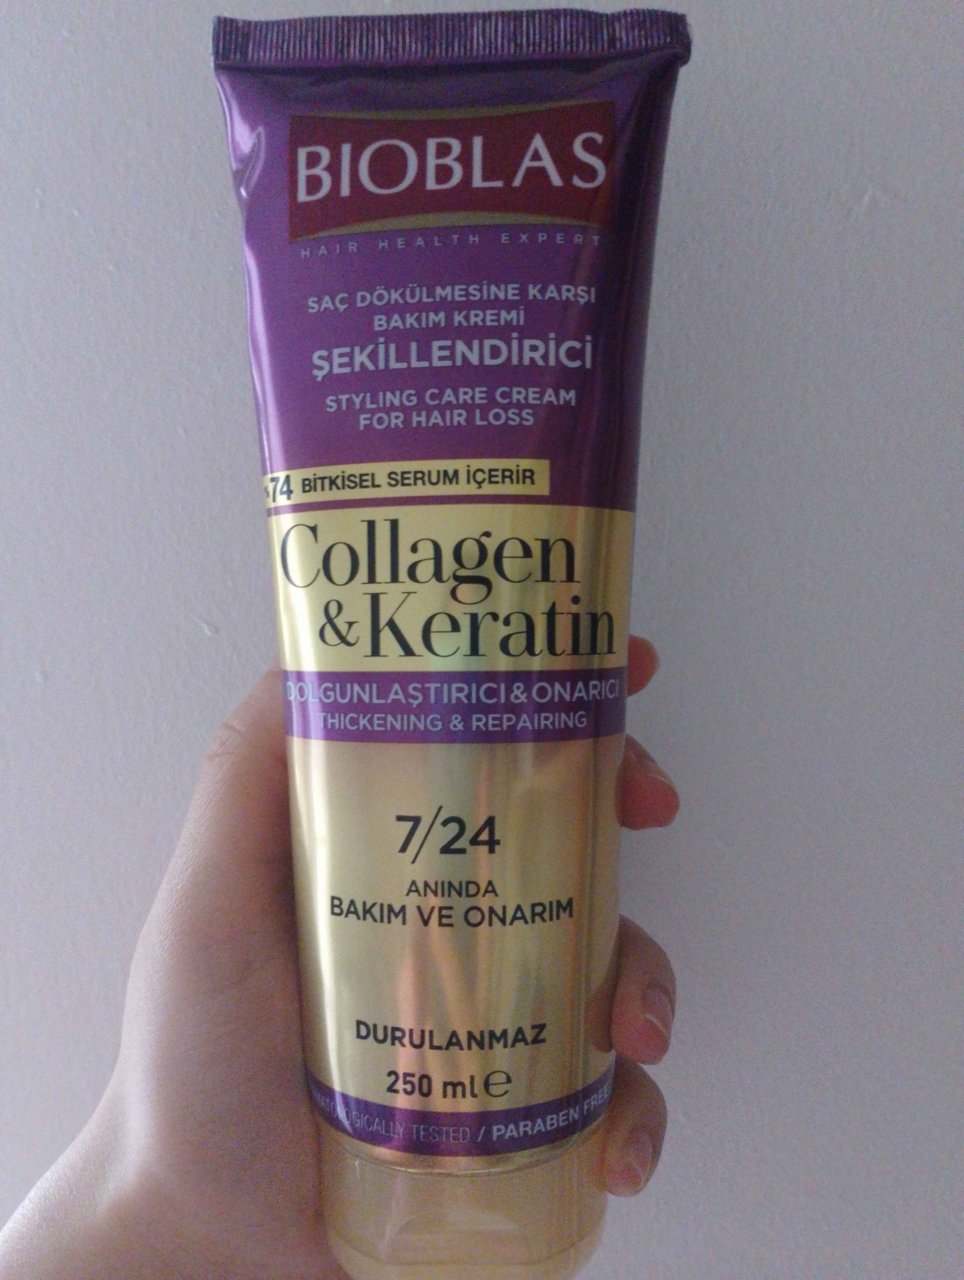 BIOBLAS
HAIR HEALTH EXPERT
SAÇ DÖKÜLMESİNE KARŞI
BAKIM KREMİ
ŞEKİLLENDİRİCİ
STYLING CARE CREAM
FOR HAIR LOSS
74 BİTKİSEL SERUM İÇERİR
Collagen
&Keratin
DOLGUNLAŞTIRICI&ONARICI
THICKENING & REPAIRING
7/24
ANINDA
BAKIM VE ONARIM
DURULANMAZ
250 ml e
TESTED / PARABEN FREE